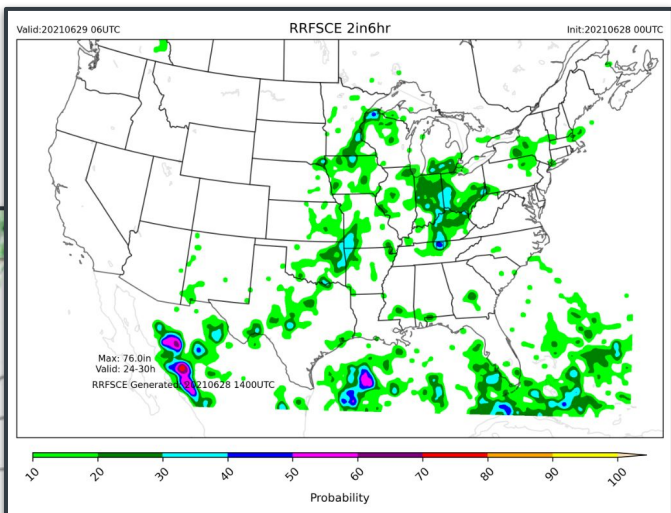 Valid:20210629 06UTC
RRFSCE 2in6hr
Init:20210628 00UTC
Max: 76.0in
Valid: 24-30h
RRFSCE Generated: 20210628 1400UTC
10 20 30 40 50 60 70 80 90 100
Probability